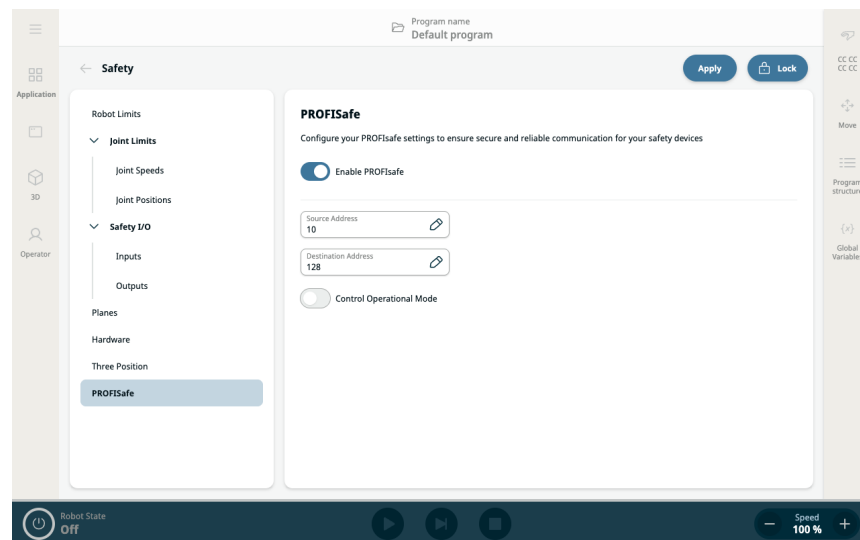 Program name
Default program
Safety
Apply
Lock
Application
3D
Operator
Robot Limits
Joint Limits
Joint Speeds
Joint Positions
Safety I/O
Inputs
Outputs
Planes
Hardware
Three Position
PROFISafe
PROFISafe
Configure your PROFIsafe settings to ensure secure and reliable communication for your safety devices
Enable PROFIsafe
Source Address
10
Destination Address
128
Control Operational Mode
CC CC
CC CC
Move
Program
structure
{x}
Global
Variables
Robot State
Off
Speed
100 %